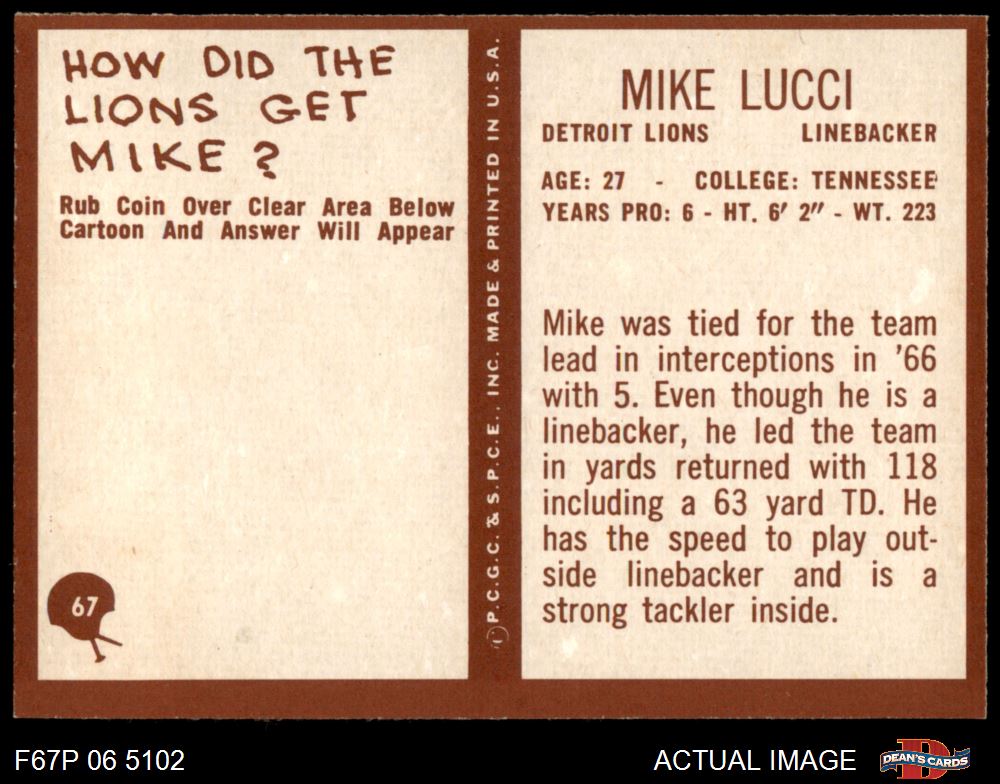 HOW DID THE
LIONS GET
MIKE ?
Rub Coin Over Clear Area Below
Cartoon And Answer Will Appear
67
© P.C.G.C. & S.P.C.E., INC. MADE & PRINTED IN U.S.A.
MIKE LUCCI
DETROIT LIONS LINEBACKER
AGE: 27 - COLLEGE: TENNESSEE
YEARS PRO: 6 - HT. 6′ 2″ - WT. 223
Mike was tied for the team
lead in interceptions in '66
with 5. Even though he is a
linebacker, he led the team
in yards returned with 118
including a 63 yard TD. He
has the speed to play out-
side linebacker and is a
strong tackler inside.
F67P 06 5102
ACTUAL IMAGE
D
DEAN'S CARDS